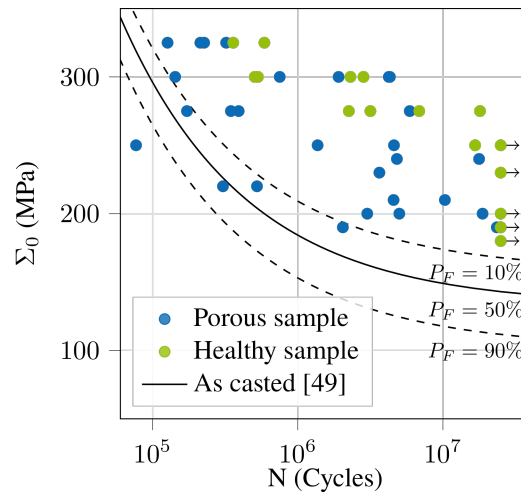 300
200
100
Σ0 (MPa)
P_F = 10%
P_F = 50%
P_F = 90%
Porous sample
Healthy sample
As casted [49]
10^5
10^6
10^7
N (Cycles)